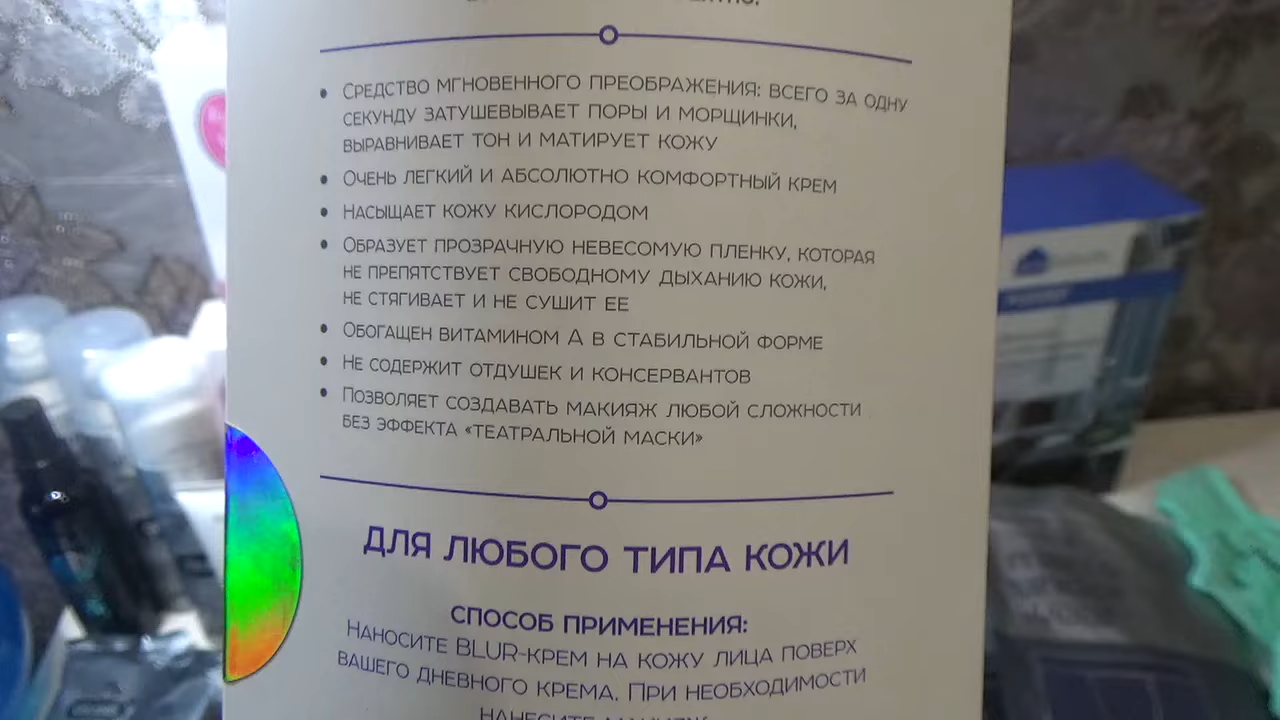 Средство мгновенного преображения: всего за одну
секунду затушевывает поры и морщинки,
выравнивает тон и матирует кожу
Очень легкий и абсолютно комфортный крем
Насыщает кожу кислородом
Образует прозрачную невесомую пленку, которая
не препятствует свободному дыханию кожи,
не стягивает и не сушит ее
Обогащен витамином А в стабильной форме
Не содержит отдушек и консервантов
Позволяет создавать макияж любой сложности
без эффекта «театральной маски»
ДЛЯ ЛЮБОГО ТИПА КОЖИ
СПОСОБ ПРИМЕНЕНИЯ:
Наносите BLUR-крем на кожу лица поверх
вашего дневного крема. При необходимости
нанесите макияж